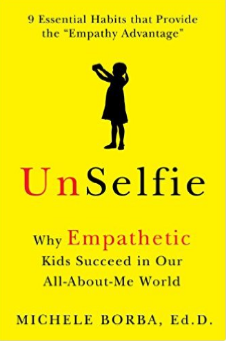 9 Essential Habits that Provide
the “Empathy Advantage”
UnSelfie
Why Empathetic
Kids Succeed in Our
All-About-Me World
MICHELE BORBA, Ed.D.